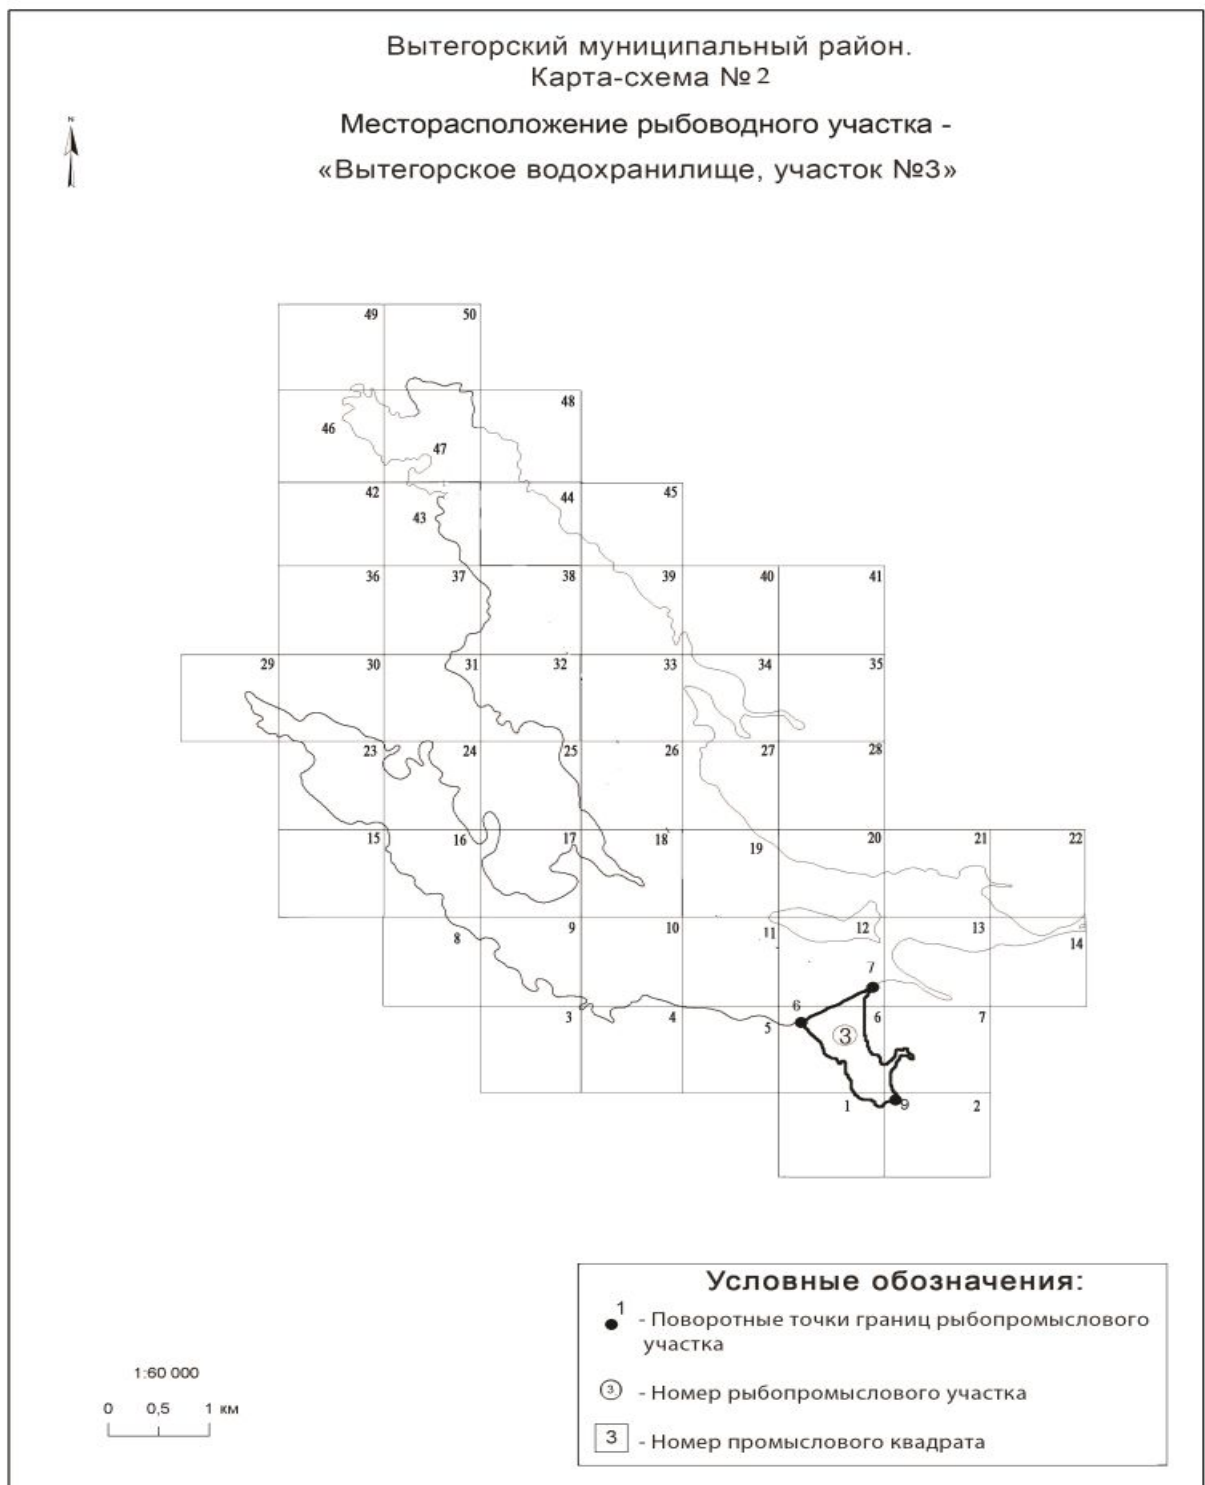 Вытегорский муниципальный район.
Карта-схема №2
Месторасположение рыбоводного участка -
«Вытегорское водохранилище, участок №3»
N
49 50
48
46
47
42 44 45
43
36 37 38 39 40 41
29 30 31 32 33 34 35
23 24 25 26 27 28
15 16 17 18 19 20 21 22
8 9 10 11 12 13 14
7
6
3 4 5 6 7
3
1 9 2
Условные обозначения:
1 - Поворотные точки границ рыбопромыслового
участка
3 - Номер рыбопромыслового участка
3 - Номер промыслового квадрата
1:60 000
0 0,5 1 км